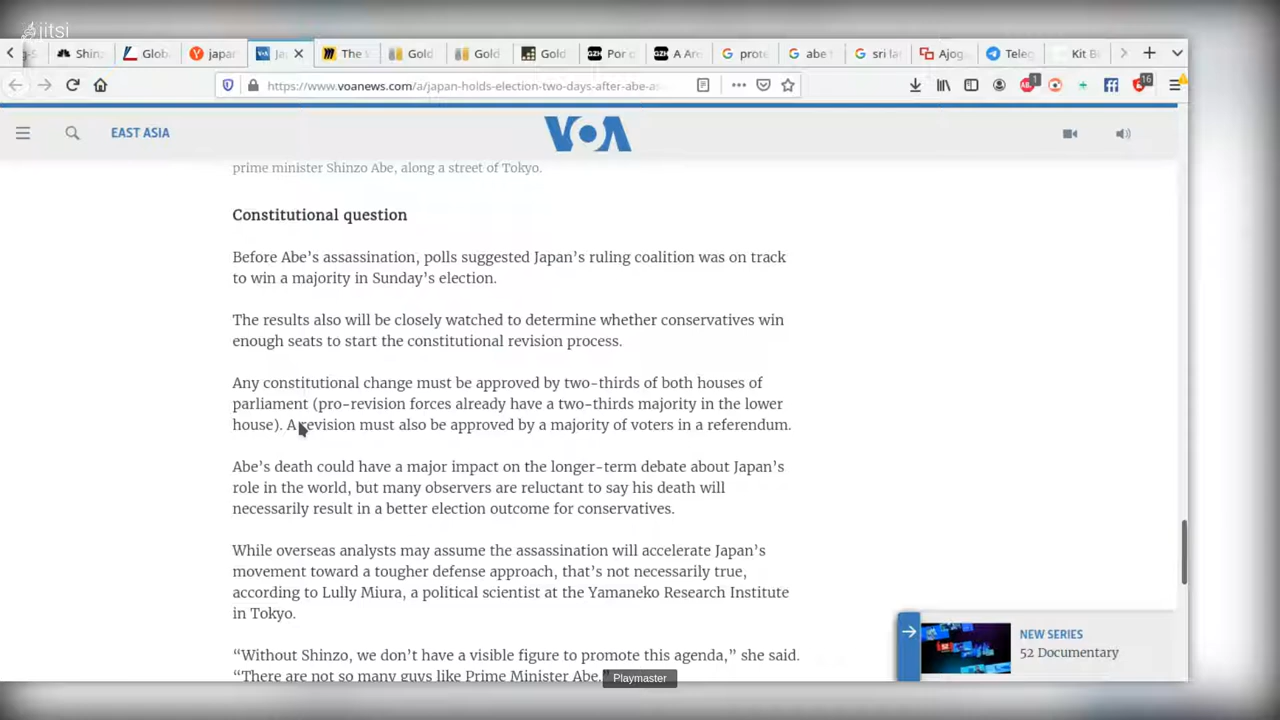 jitsi
Shinz
Glob
japan
Ja
The
Gold
Gold
Gold
Por
A Are
prote
abe
sri lan
Ajog
Teleg
Kit B
https://www.voanews.com/a/japan-holds-election-two-days-after-abe-as
1
16
EAST ASIA
VOA
prime minister Shinzo Abe, along a street of Tokyo.
Constitutional question
Before Abe’s assassination, polls suggested Japan’s ruling coalition was on track
to win a majority in Sunday’s election.
The results also will be closely watched to determine whether conservatives win
enough seats to start the constitutional revision process.
Any constitutional change must be approved by two-thirds of both houses of
parliament (pro-revision forces already have a two-thirds majority in the lower
house). A revision must also be approved by a majority of voters in a referendum.
Abe’s death could have a major impact on the longer-term debate about Japan’s
role in the world, but many observers are reluctant to say his death will
necessarily result in a better election outcome for conservatives.
While overseas analysts may assume the assassination will accelerate Japan’s
movement toward a tougher defense approach, that’s not necessarily true,
according to Lully Miura, a political scientist at the Yamaneko Research Institute
in Tokyo.
“Without Shinzo, we don’t have a visible figure to promote this agenda,” she said.
“There are not so many guys like Prime Minister Abe.”
Playmaster
NEW SERIES
52 Documentary